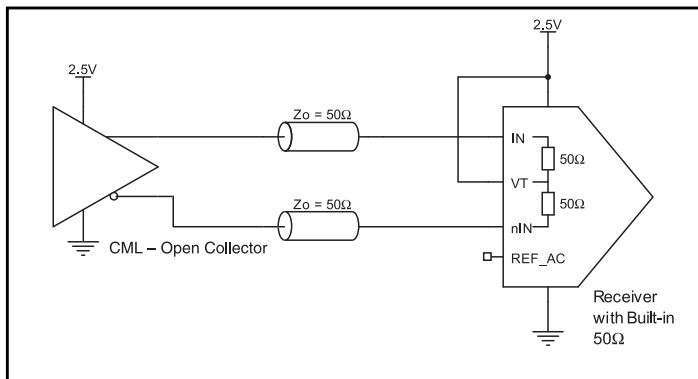 2.5V
2.5V
Zo = 50Ω
IN
50Ω
VT
Zo = 50Ω
50Ω
nIN
CML – Open Collector
REF_AC
Receiver
with Built-in
50Ω